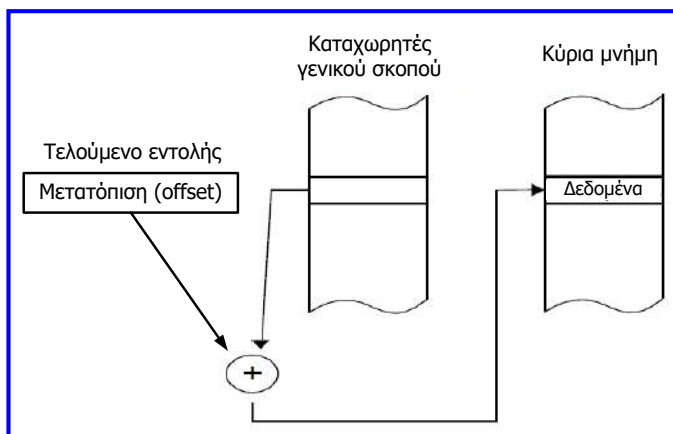 Καταχωρητές
γενικού σκοπού
Κύρια μνήμη
Τελούμενο εντολής
Μετατόπιση (offset)
Δεδομένα
+